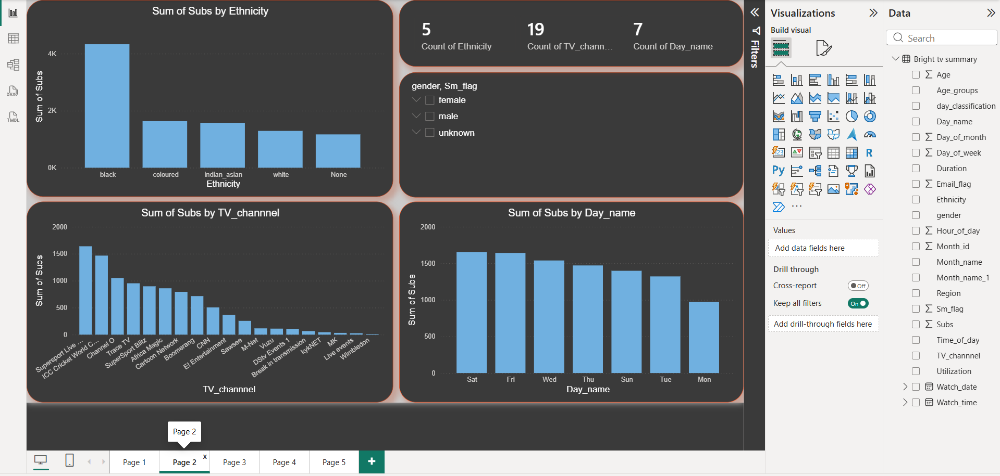 Sum of Subs by Ethnicity
4K
2K
0K
Sum of Subs
black
coloured
indian_asian
white
None
Ethnicity
5
Count of Ethnicity
19
Count of TV_chann...
7
Count of Day_name
gender, Sm_flag
female
male
unknown
Sum of Subs by TV_channnel
2000
1500
1000
500
0
Sum of Subs
Supersport Live ...
ICC Cricket World C...
Channel O
Trace TV
SuperSport Blitz
Africa Magic
Cartoon Network
Boomerang
CNN
E! Entertainment
Sawsee
M-Net
Vuzu
DStv Events 1
Break in transmission
kykNET
MK
Live events
Wimbledon
TV_channnel
Sum of Subs by Day_name
2000
1500
1000
500
0
Sum of Subs
Sat
Fri
Wed
Thu
Sun
Tue
Mon
Day_name
DAX
TMDL
Page 2
Page 1
Page 2
x
Page 3
Page 4
Page 5
+
Filters
Visualizations
Build visual
123
R
Py
...
Values
Add data fields here
Drill through
Cross-report
Off
Keep all filters
On
Add drill-through fields here
Data
Search
Bright tv summary
Σ Age
Age_groups
day_classification
Day_name
Σ Day_of_month
Σ Day_of_week
Duration
Σ Email_flag
Ethnicity
gender
Σ Hour_of_day
Σ Month_id
Month_name
Month_name_1
Region
Σ Sm_flag
Σ Subs
Time_of_day
TV_channnel
Utilization
Watch_date
Watch_time